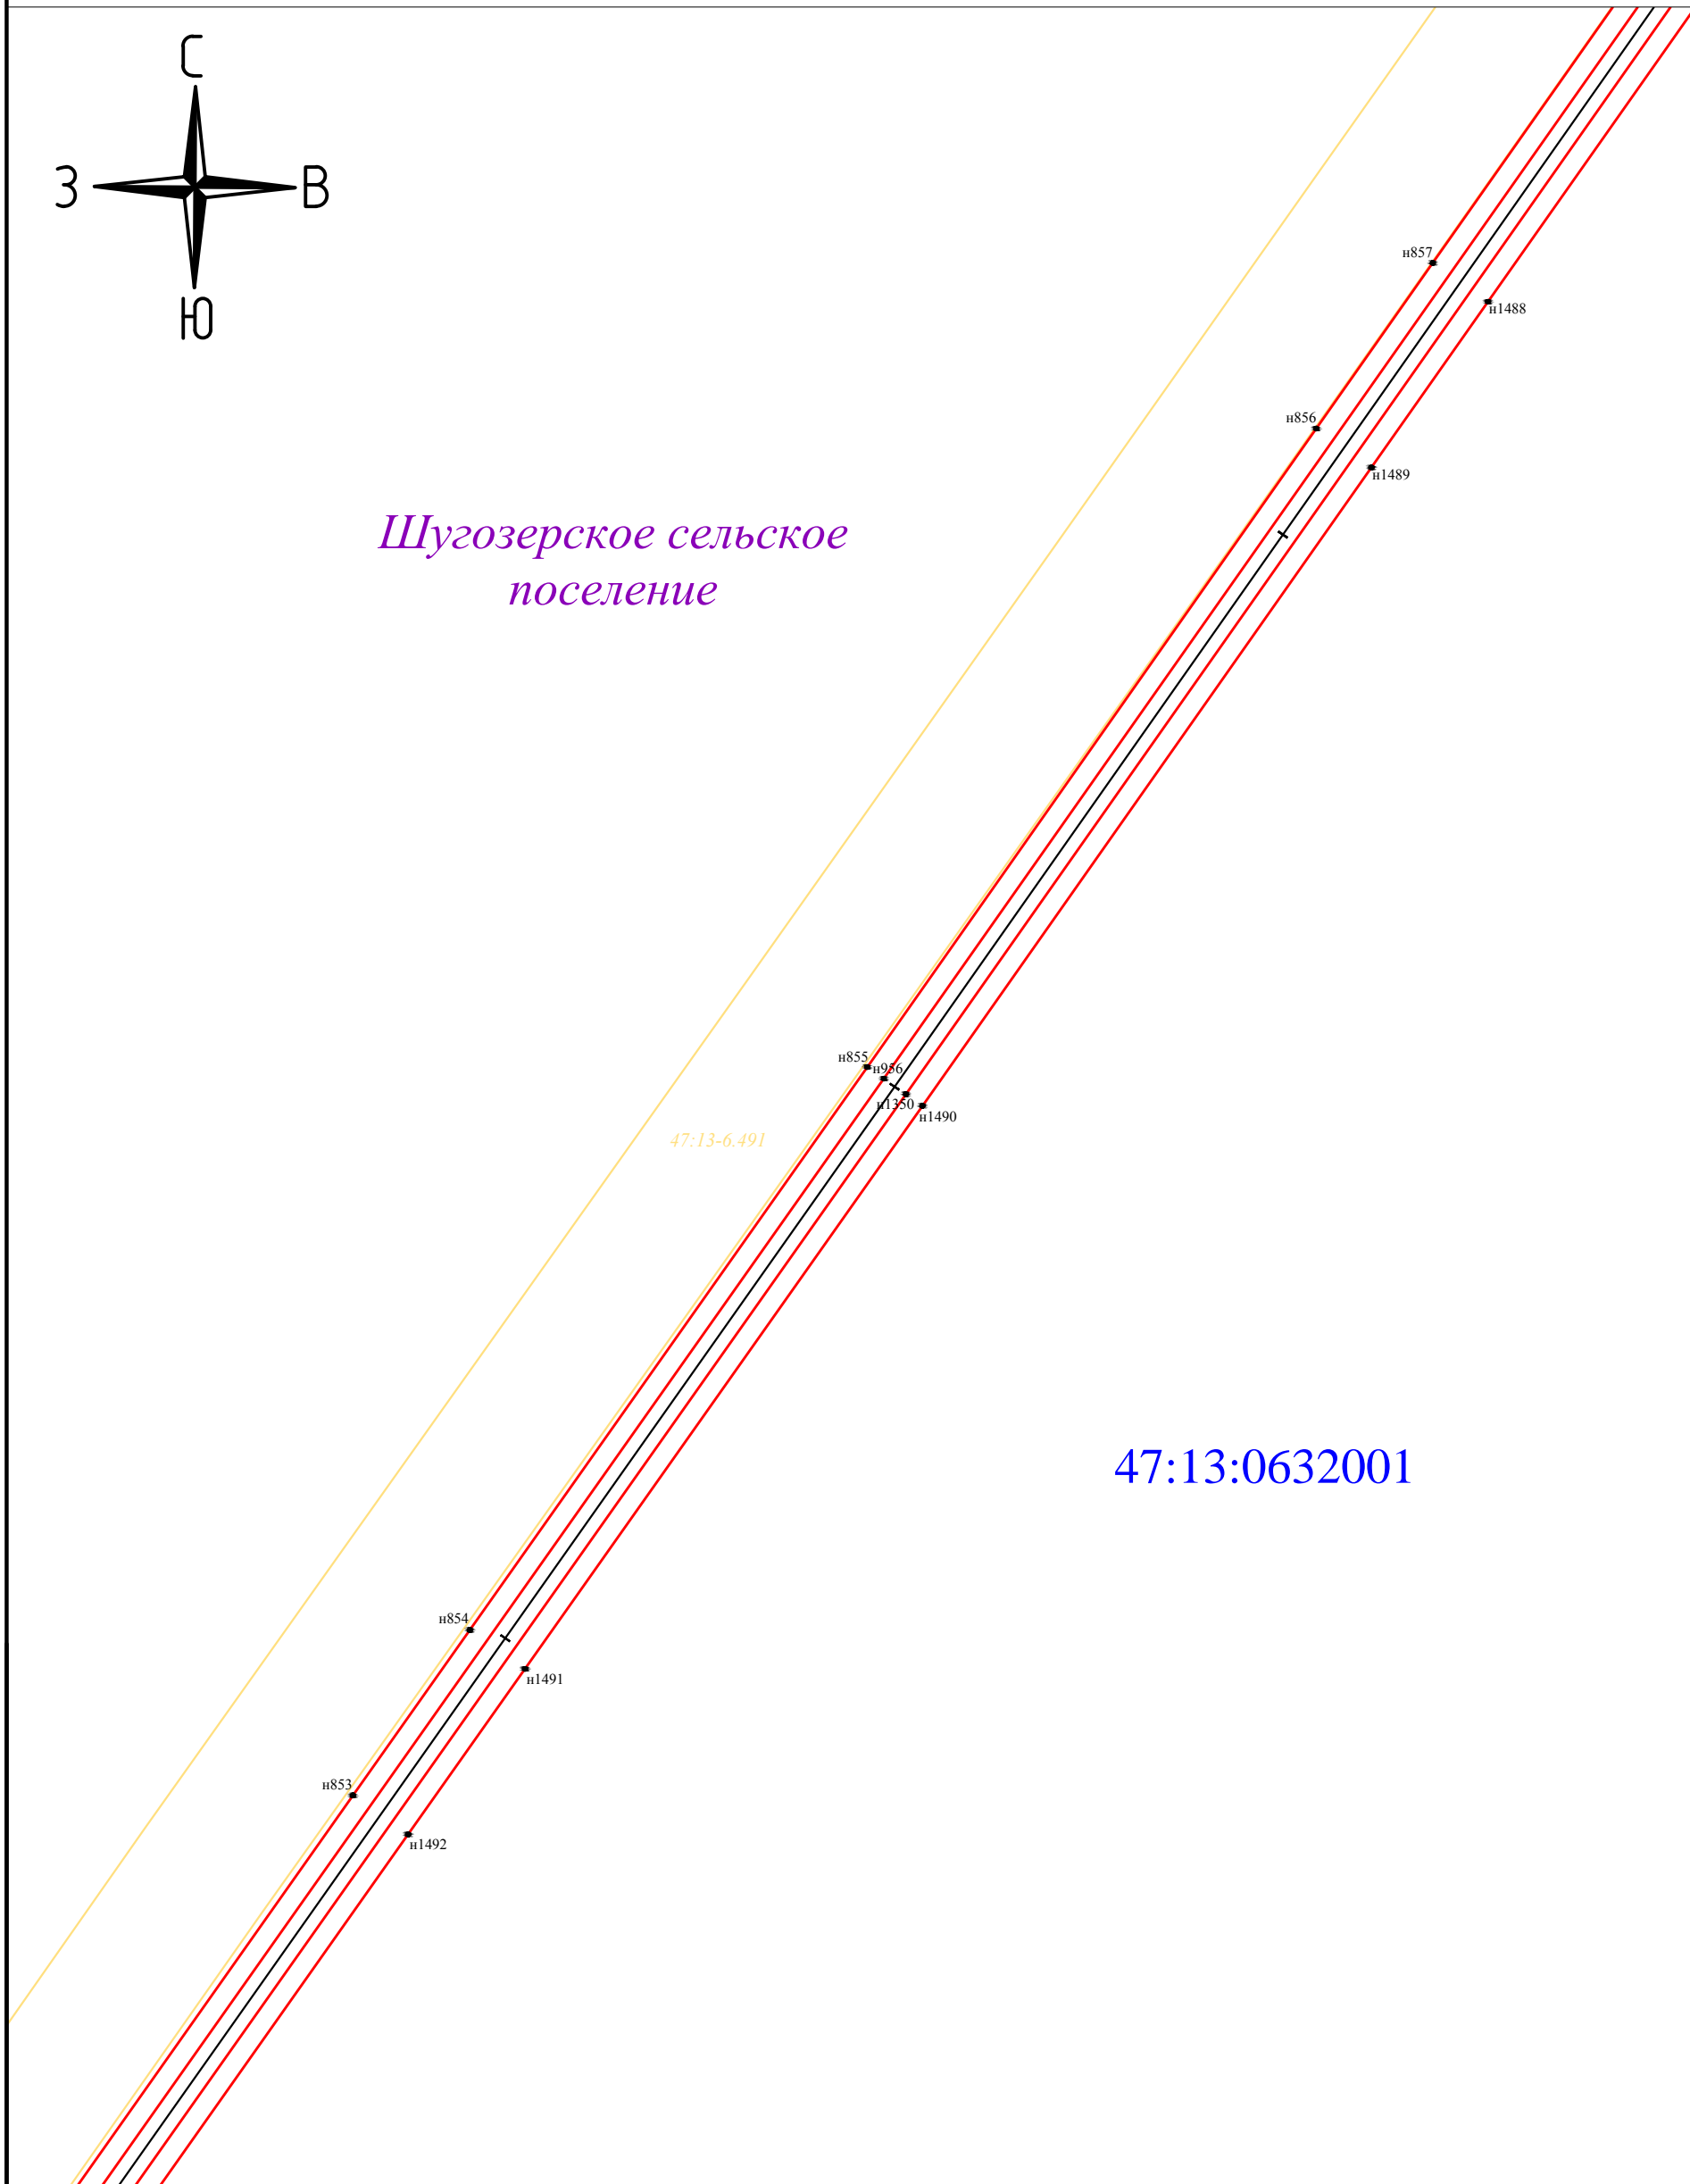 С
З
В
Ю
н857
н1488
н856
н1489
Шугозерское сельское
поселение
н855
н956
н1350
н1490
47:13-6.491
47:13:0632001
н854
н1491
н853
н1492